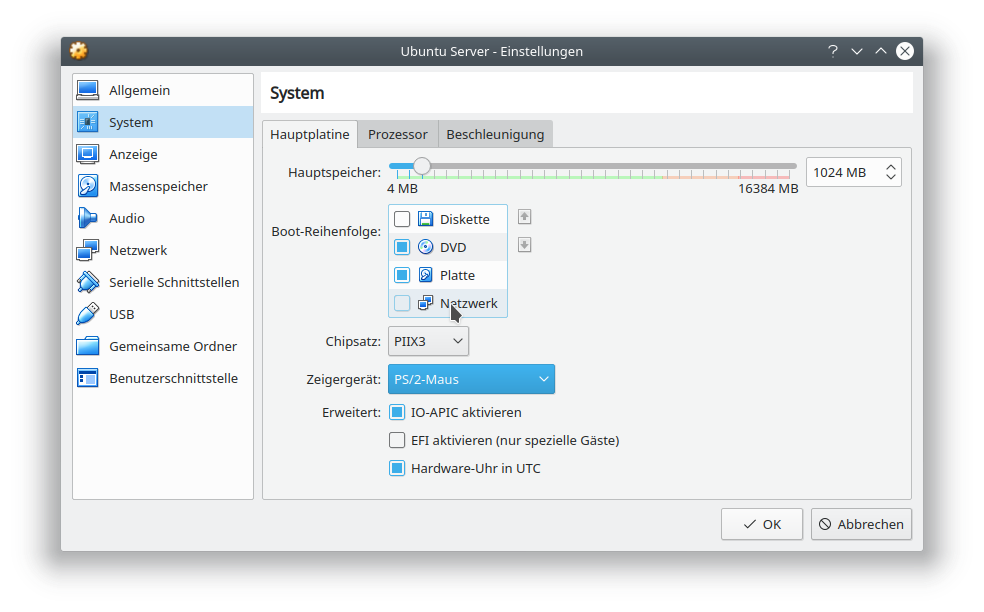 Ubuntu Server - Einstellungen
Allgemein
System
Anzeige
Massenspeicher
Audio
Netzwerk
Serielle Schnittstellen
USB
Gemeinsame Ordner
Benutzerschnittstelle
System
Hauptplatine Prozessor Beschleunigung
Hauptspeicher: 1024 MB
4 MB 16384 MB
Boot-Reihenfolge:
Diskette
DVD
Platte
Netzwerk
Chipsatz: PIIX3
Zeigergerät: PS/2-Maus
Erweitert: IO-APIC aktivieren
EFI aktivieren (nur spezielle Gäste)
Hardware-Uhr in UTC
OK Abbrechen